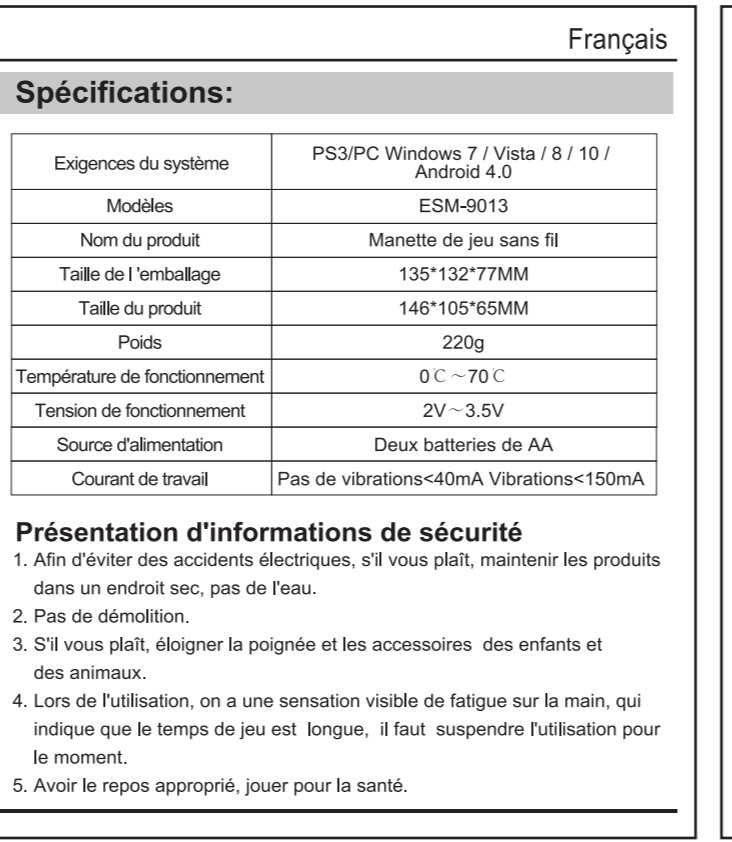 Français
Spécifications:
Exigences du système
PS3/PC Windows 7 / Vista / 8 / 10 /
Android 4.0
Modèles
ESM-9013
Nom du produit
Manette de jeu sans fil
Taille de l 'emballage
135*132*77MM
Taille du produit
146*105*65MM
Poids
220g
Température de fonctionnement
0℃～70℃
Tension de fonctionnement
2V～3.5V
Source d'alimentation
Deux batteries de AA
Courant de travail
Pas de vibrations<40mA Vibrations<150mA
Présentation d'informations de sécurité
1. Afin d'éviter des accidents électriques, s'il vous plaît, maintenir les produits
dans un endroit sec, pas de l'eau.
2. Pas de démolition.
3. S'il vous plaît, éloigner la poignée et les accessoires des enfants et
des animaux.
4. Lors de l'utilisation, on a une sensation visible de fatigue sur la main, qui
indique que le temps de jeu est longue, il faut suspendre l'utilisation pour
le moment.
5. Avoir le repos approprié, jouer pour la santé.